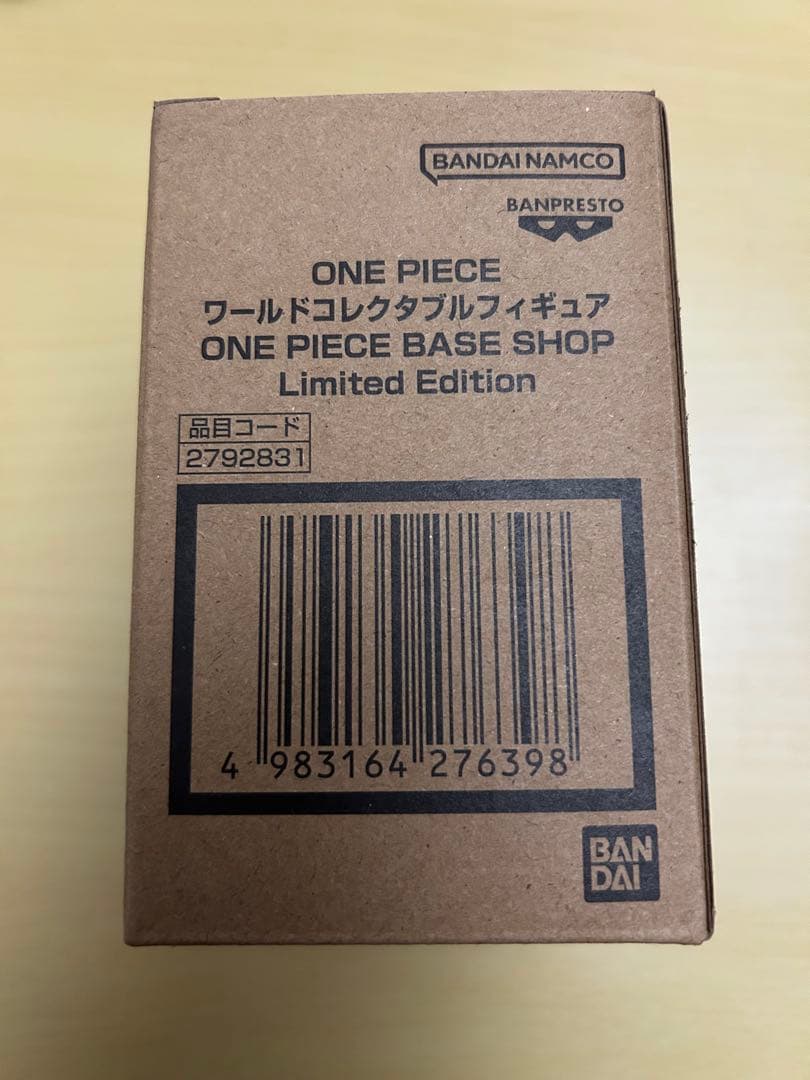 BANDAI NAMCO
BANPRESTO
ONE PIECE
ワールドコレクタブルフィギュア
ONE PIECE BASE SHOP
Limited Edition
品目コード
2792831
4 983164 276398
BAN
DAI